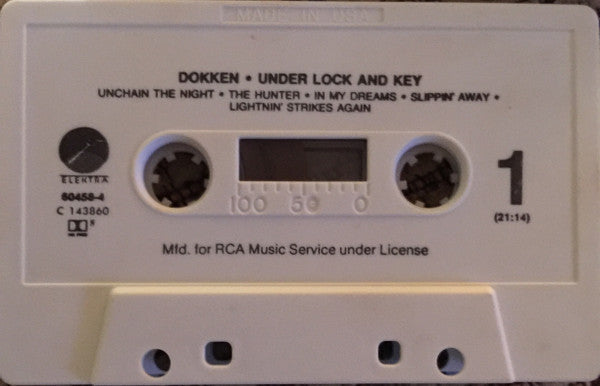 MADE IN USA
DOKKEN • UNDER LOCK AND KEY
UNCHAIN THE NIGHT • THE HUNTER • IN MY DREAMS • SLIPPIN' AWAY •
LIGHTNIN' STRIKES AGAIN
ELEKTRA
60458-4
C 143860
100 50 0
1
(21:14)
Mfd. for RCA Music Service under License